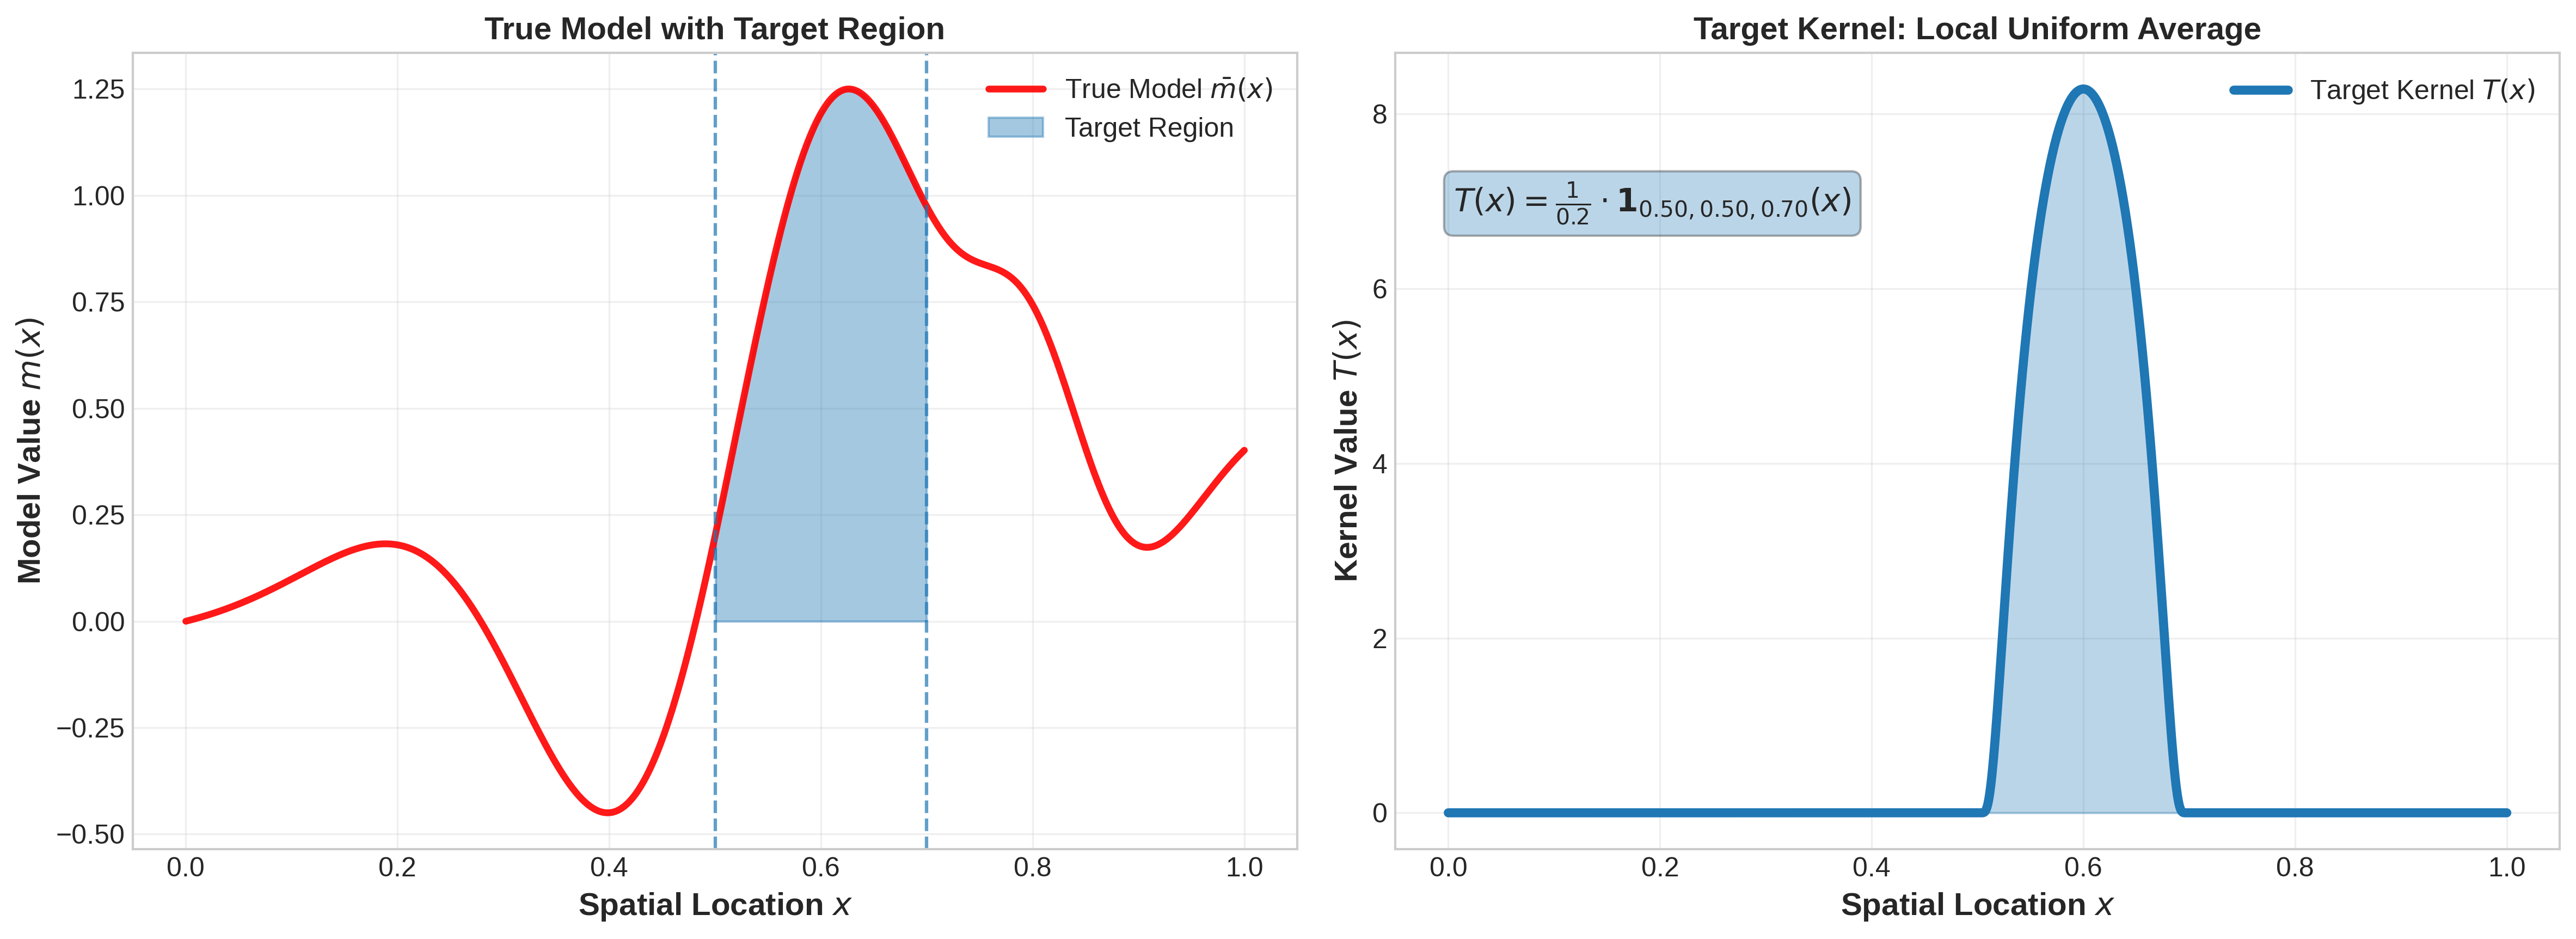 True Model with Target Region
True Model m̄(x)
Target Region
1.25
1.00
0.75
0.50
0.25
0.00
−0.25
−0.50
Model Value m(x)
0.0 0.2 0.4 0.6 0.8 1.0
Spatial Location x
Target Kernel: Local Uniform Average
Target Kernel T(x)
T(x) = 1/0.2 · 𝟏_{0.50, 0.50, 0.70}(x)
8
6
4
2
0
Kernel Value T(x)
0.0 0.2 0.4 0.6 0.8 1.0
Spatial Location x